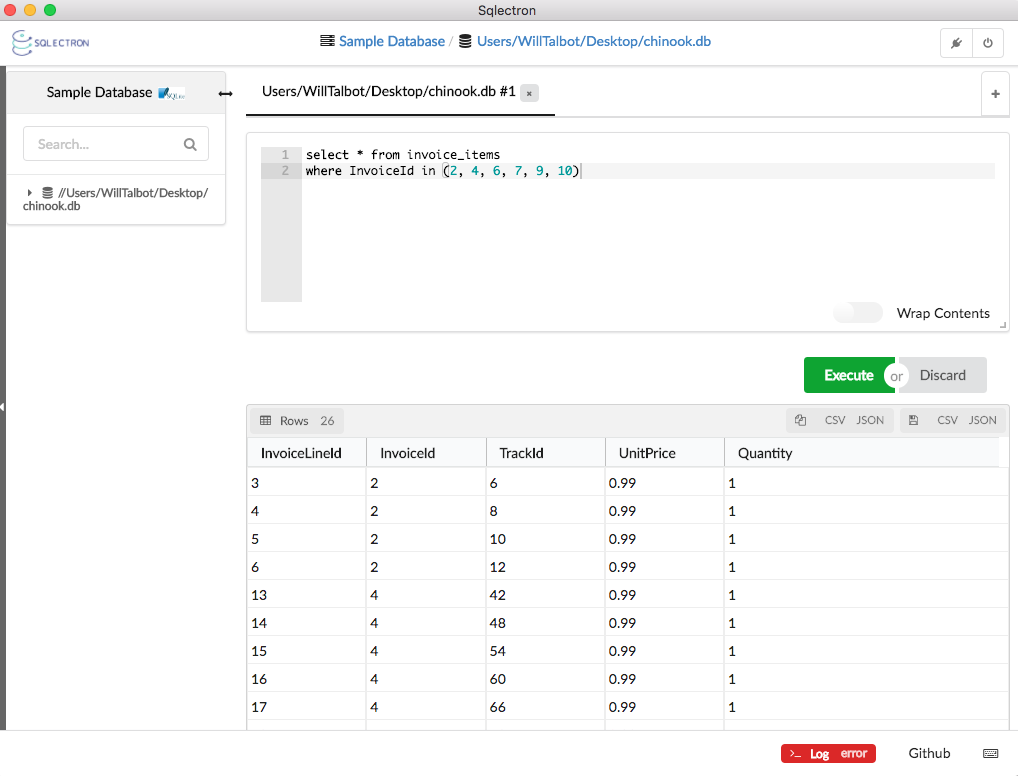 Sqlectron
SQLECTRON
Sample Database / Users/WillTalbot/Desktop/chinook.db
Sample Database
Users/WillTalbot/Desktop/chinook.db #1 ×
+
Search...
//Users/WillTalbot/Desktop/
chinook.db
1 select * from invoice_items
2 where InvoiceId in (2, 4, 6, 7, 9, 10)
Wrap Contents
Execute or Discard
Rows 26 CSV JSON CSV JSON
InvoiceLineId InvoiceId TrackId UnitPrice Quantity
3 2 6 0.99 1
4 2 8 0.99 1
5 2 10 0.99 1
6 2 12 0.99 1
13 4 42 0.99 1
14 4 48 0.99 1
15 4 54 0.99 1
16 4 60 0.99 1
17 4 66 0.99 1
>_ Log error Github